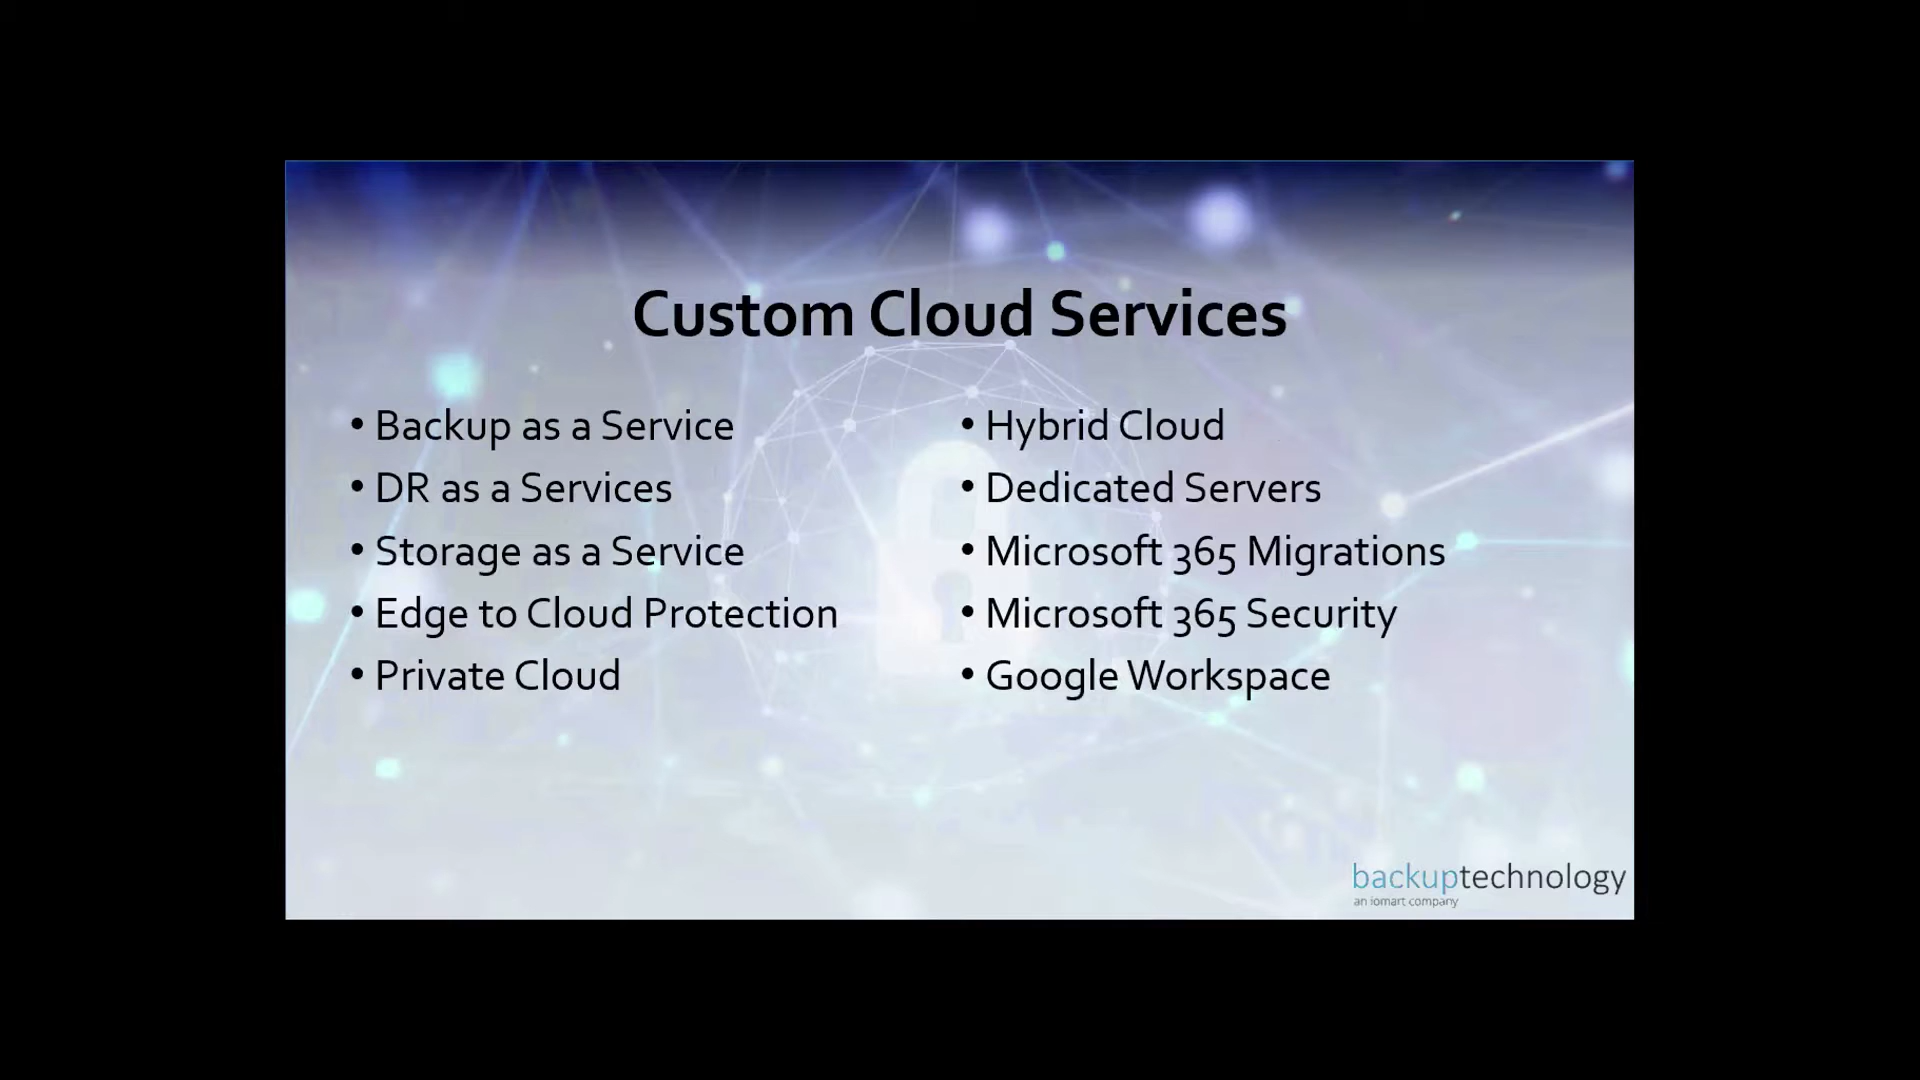 Custom Cloud Services
• Backup as a Service
• DR as a Services
• Storage as a Service
• Edge to Cloud Protection
• Private Cloud
• Hybrid Cloud
• Dedicated Servers
• Microsoft 365 Migrations
• Microsoft 365 Security
• Google Workspace
backuptechnology
an iomart company